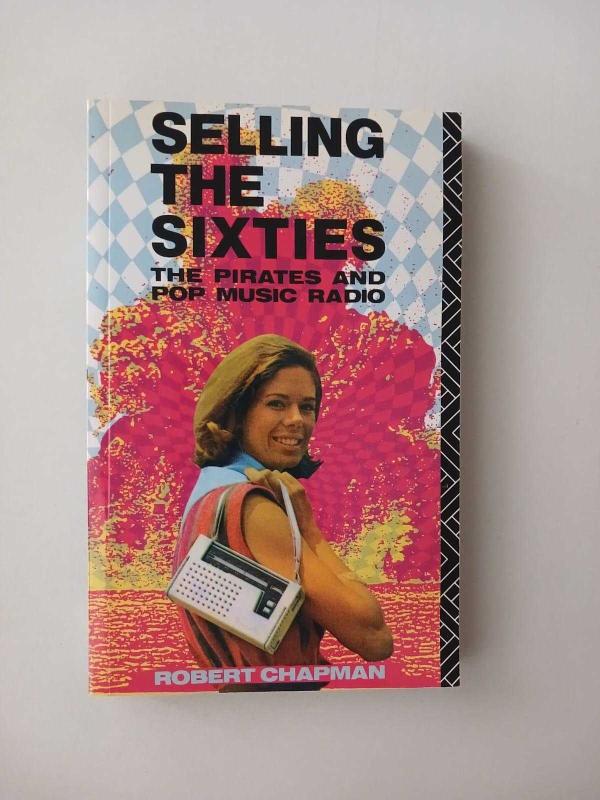 SELLING
THE
SIXTIES
THE PIRATES AND
POP MUSIC RADIO
ROBERT CHAPMAN